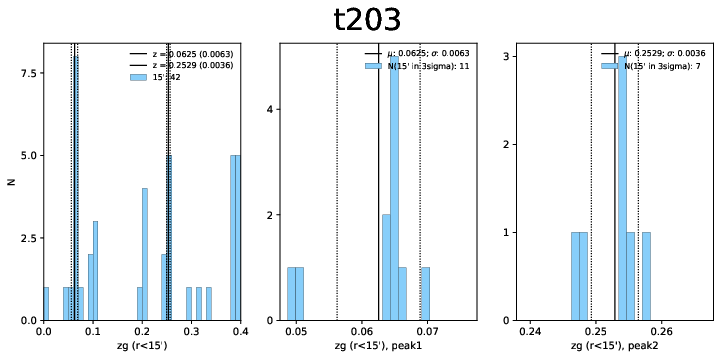 t203
z = 0.0625 (0.0063)
z = 0.2529 (0.0036)
15': 42
μ: 0.0625; σ: 0.0063
N(15' in 3sigma): 11
μ: 0.2529; σ: 0.0036
N(15' in 3sigma): 7
N
7.5
5.0
2.5
0.0
0.0 0.1 0.2 0.3 0.4
zg (r<15')
4
2
0
0.05 0.06 0.07
zg (r<15'), peak1
3
2
1
0
0.24 0.25 0.26
zg (r<15'), peak2